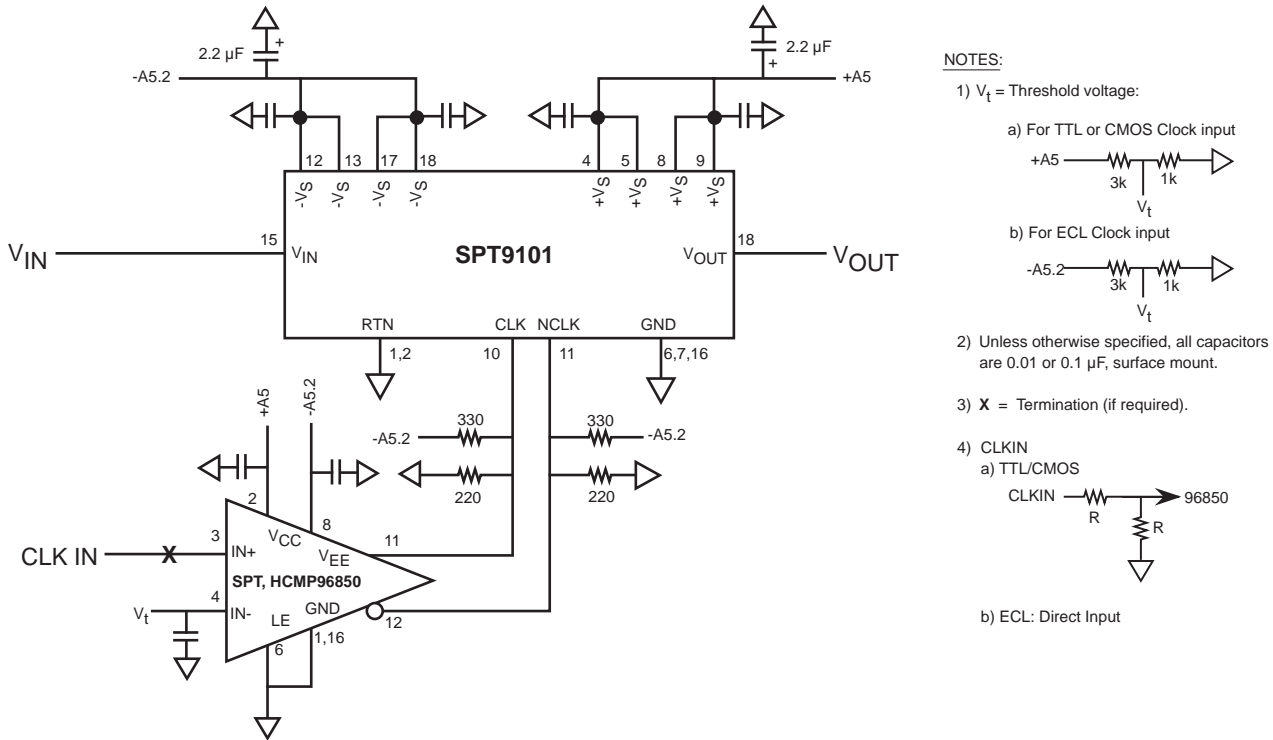 2.2 µF
+
-A5.2
2.2 µF
+
+A5
12 13 17 18
-VS -VS -VS -VS
4 5 8 9
+VS +VS +VS +VS
VIN
15
VIN
SPT9101
VOUT
18
VOUT
RTN
CLK NCLK
GND
1,2
10
11
6,7,16
+A5
-A5.2
330
330
-A5.2
-A5.2
220
220
2
8
VCC
VEE
11
CLK IN
X
3
IN+
SPT, HCMP96850
Vt
4
IN-
LE
GND
12
6
1,16
NOTES:
1) Vt = Threshold voltage:
a) For TTL or CMOS Clock input
+A5
3k
1k
Vt
b) For ECL Clock input
-A5.2
3k
1k
Vt
2) Unless otherwise specified, all capacitors
are 0.01 or 0.1 µF, surface mount.
3) X = Termination (if required).
4) CLKIN
a) TTL/CMOS
CLKIN
96850
R
R
b) ECL: Direct Input